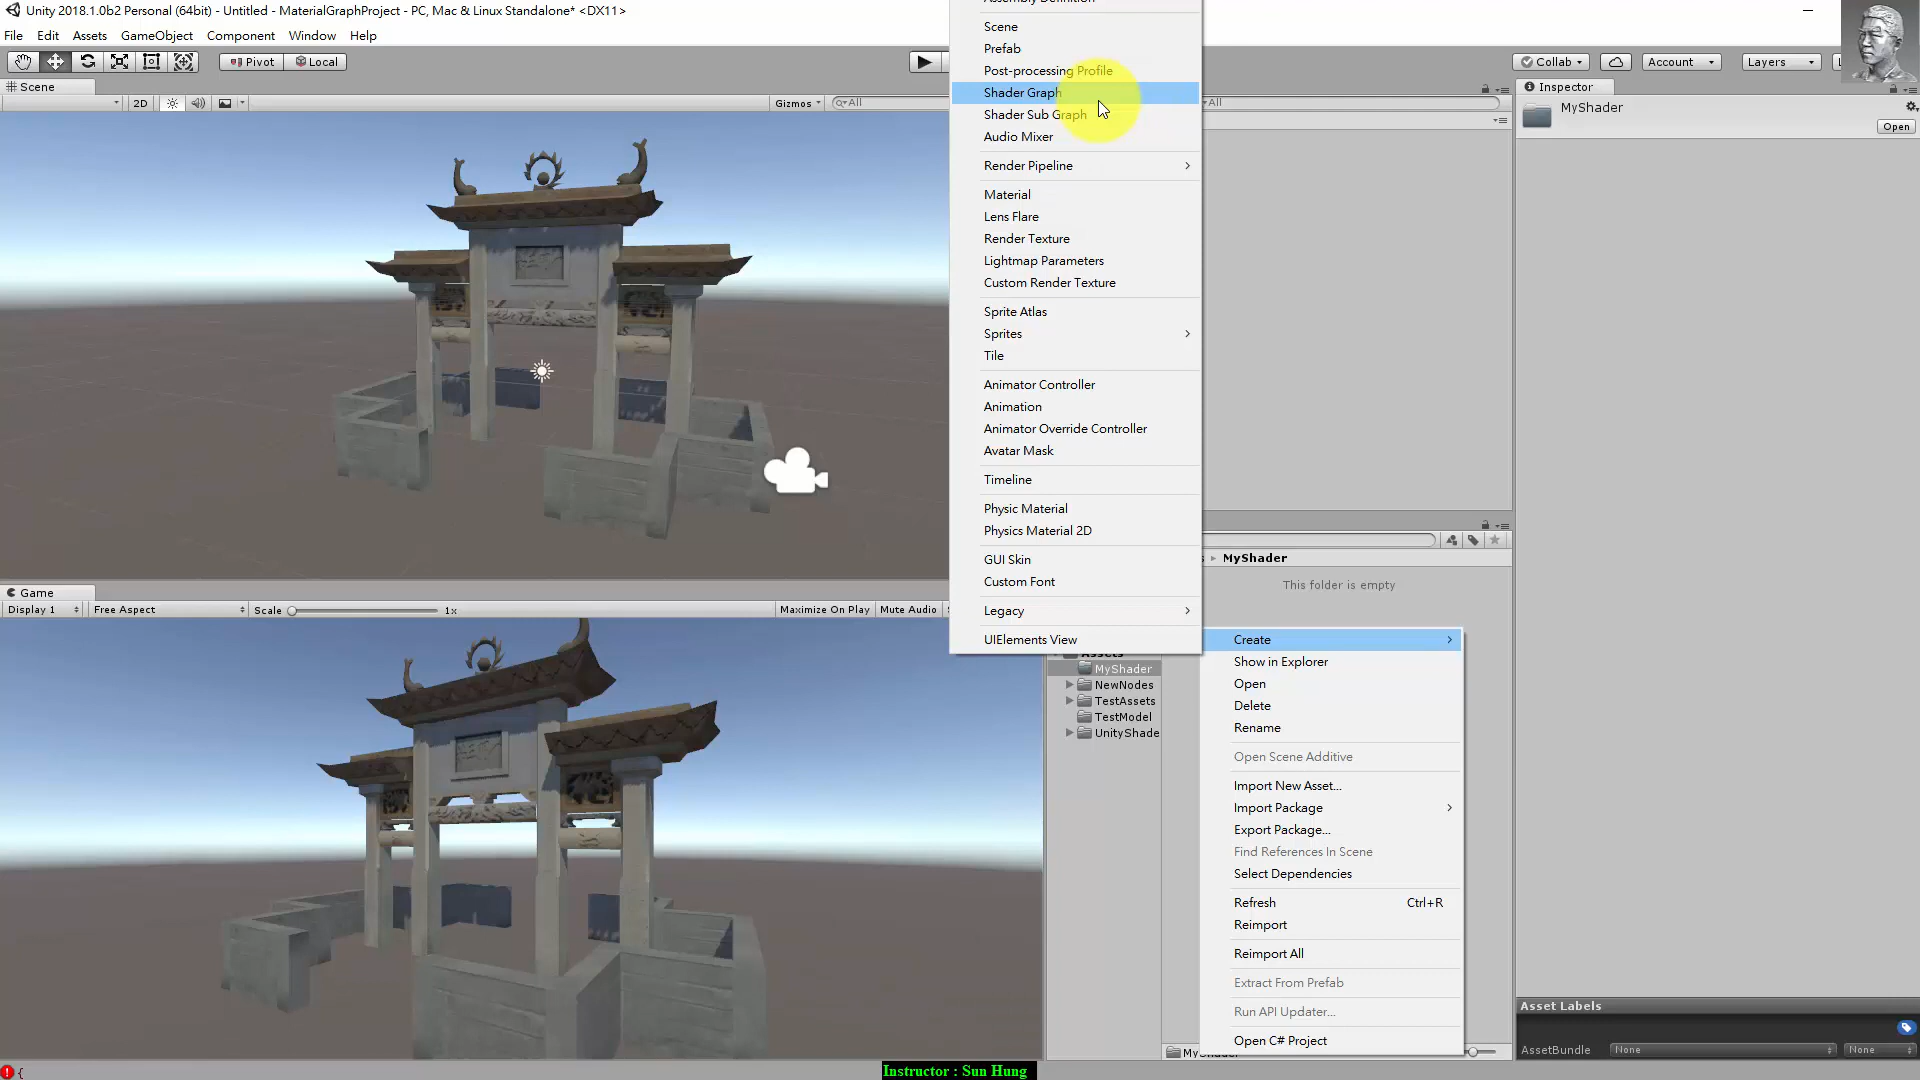 Unity 2018.1.0b2 Personal (64bit) - Untitled - MaterialGraphProject - PC, Mac & Linux Standalone* <DX11>
File Edit Assets GameObject Component Window Help
Pivot Local
Collab Account Layers
Scene
2D Gizmos All
All
Inspector
MyShader
Open
Scene
Prefab
Post-processing Profile
Shader Graph
Shader Sub Graph
Audio Mixer
Render Pipeline
Material
Lens Flare
Render Texture
Lightmap Parameters
Custom Render Texture
Sprite Atlas
Sprites
Tile
Animator Controller
Animation
Animator Override Controller
Avatar Mask
Timeline
Physic Material
Physics Material 2D
GUI Skin
Custom Font
Legacy
UIElements View
MyShader
This folder is empty
Game
Display 1 Free Aspect Scale 1x Maximize On Play Mute Audio
Assets
MyShader
NewNodes
TestAssets
TestModel
UnityShade
Create
Show in Explorer
Open
Delete
Rename
Open Scene Additive
Import New Asset...
Import Package
Export Package...
Find References In Scene
Select Dependencies
Refresh Ctrl+R
Reimport
Reimport All
Extract From Prefab
Run API Updater...
Open C# Project
Asset Labels
AssetBundle None None
{
Instructor : Sun Hung